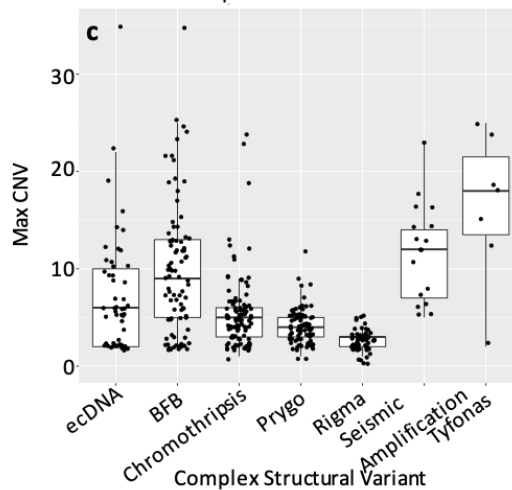 c
Max CNV
30
20
10
0
ecDNA
BFB
Chromothripsis
Prygo
Rigma
Seismic
Amplification
Tyfonas
Complex Structural Variant